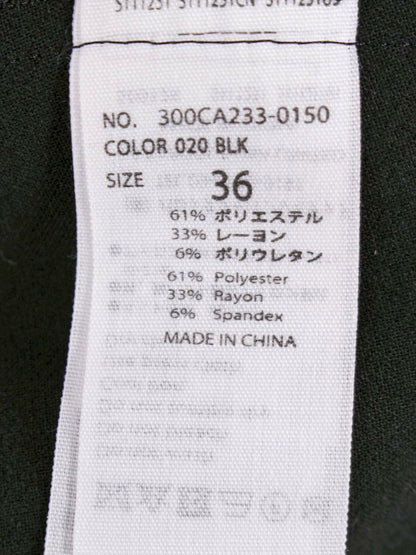 NO. 300CA233-0150
COLOR 020 BLK
SIZE 36
61% ポリエステル
33% レーヨン
6% ポリウレタン
61% Polyester
33% Rayon
6% Spandex
MADE IN CHINA